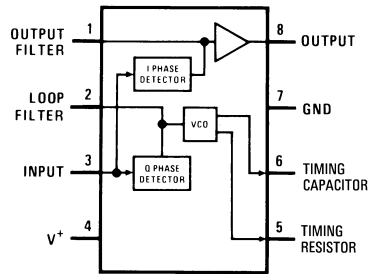 OUTPUT
FILTER
1
8
OUTPUT
I PHASE
DETECTOR
LOOP
FILTER
2
7
GND
VCO
INPUT
3
Q PHASE
DETECTOR
6
TIMING
CAPACITOR
4
V+
5
TIMING
RESISTOR